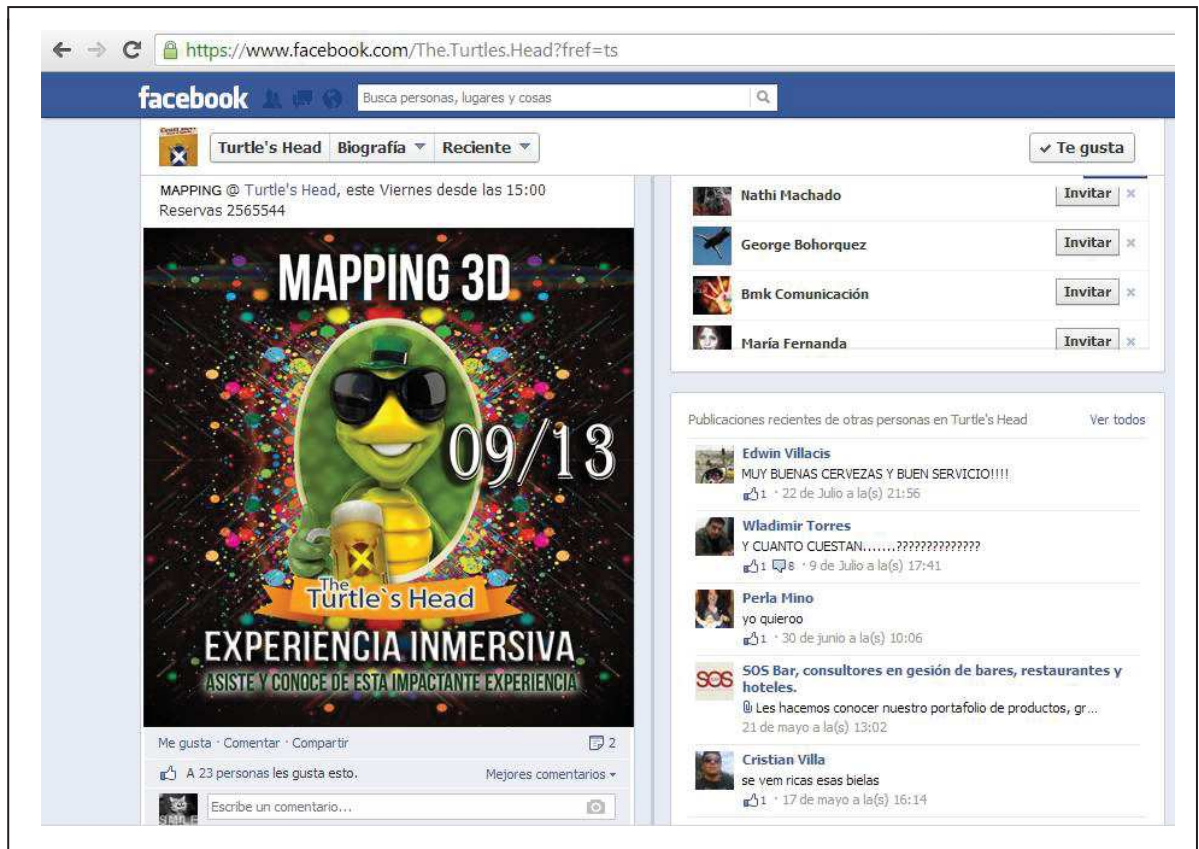 https://www.facebook.com/The.Turtles.Head?fref=ts
facebook
Busca personas, lugares y cosas
Turtle's Head Biografía Reciente
Te gusta
MAPPING @ Turtle's Head, este Viernes desde las 15:00
Reservas 2565544
MAPPING 3D
09/13
The
Turtle`s Head
EXPERIENCIA INMERSIVA
ASISTE Y CONOCE DE ESTA IMPACTANTE EXPERIENCIA
Me gusta · Comentar · Compartir
2
A 23 personas les gusta esto.
Mejores comentarios
SMILE
Escribe un comentario...
Nathi Machado Invitar
George Bohorquez Invitar
Bmk Comunicación Invitar
María Fernanda Invitar
Publicaciones recientes de otras personas en Turtle's Head Ver todos
Edwin Villacis
MUY BUENAS CERVEZAS Y BUEN SERVICIO!!!!
1 · 22 de Julio a la(s) 21:56
Wladimir Torres
Y CUANTO CUESTAN.......??????????????
1 8 · 9 de Julio a la(s) 17:41
Perla Mino
yo quieroo
1 · 30 de junio a la(s) 10:06
SOS
SOS Bar, consultores en gesión de bares, restaurantes y
hoteles.
Les hacemos conocer nuestro portafolio de productos, gr...
21 de mayo a la(s) 13:02
Cristian Villa
se vem ricas esas bielas
1 · 17 de mayo a la(s) 16:14